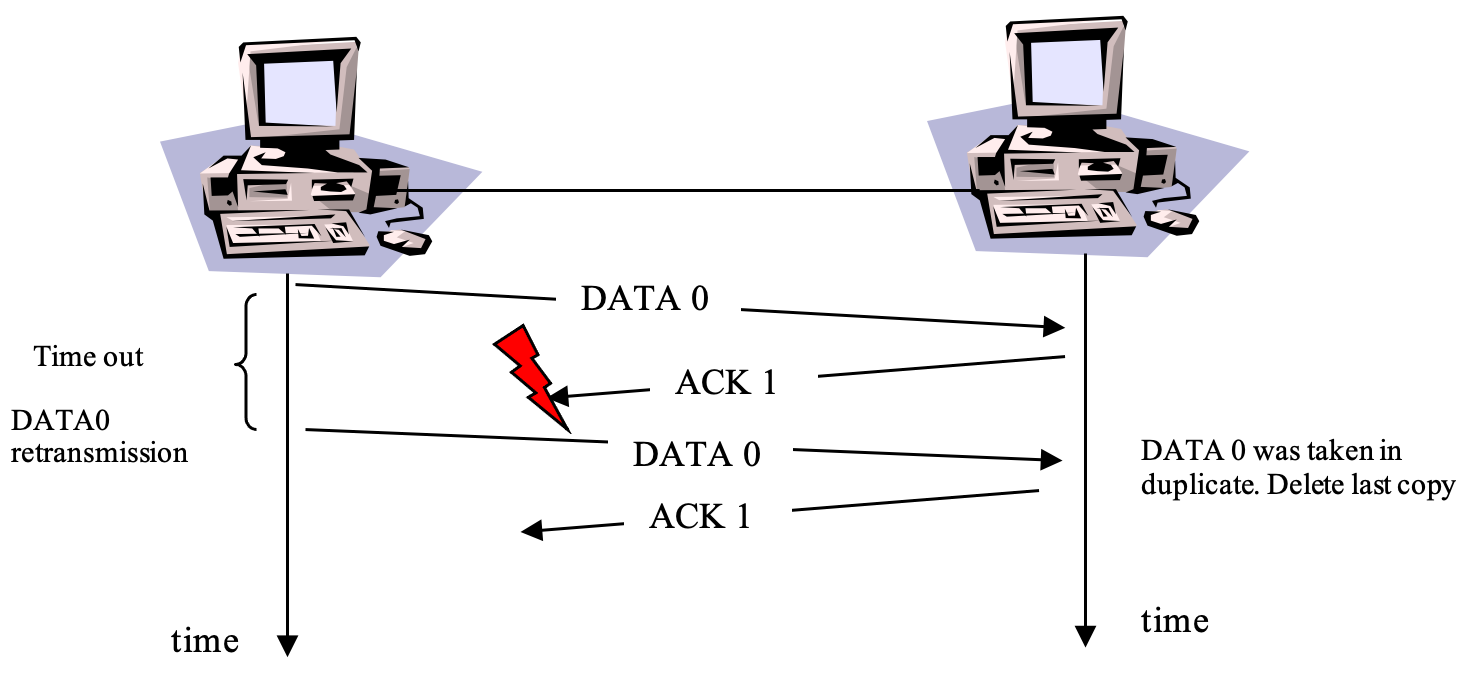 DATA 0
Time out
ACK 1
DATA0
retransmission
DATA 0
DATA 0 was taken in
duplicate. Delete last copy
ACK 1
time
time